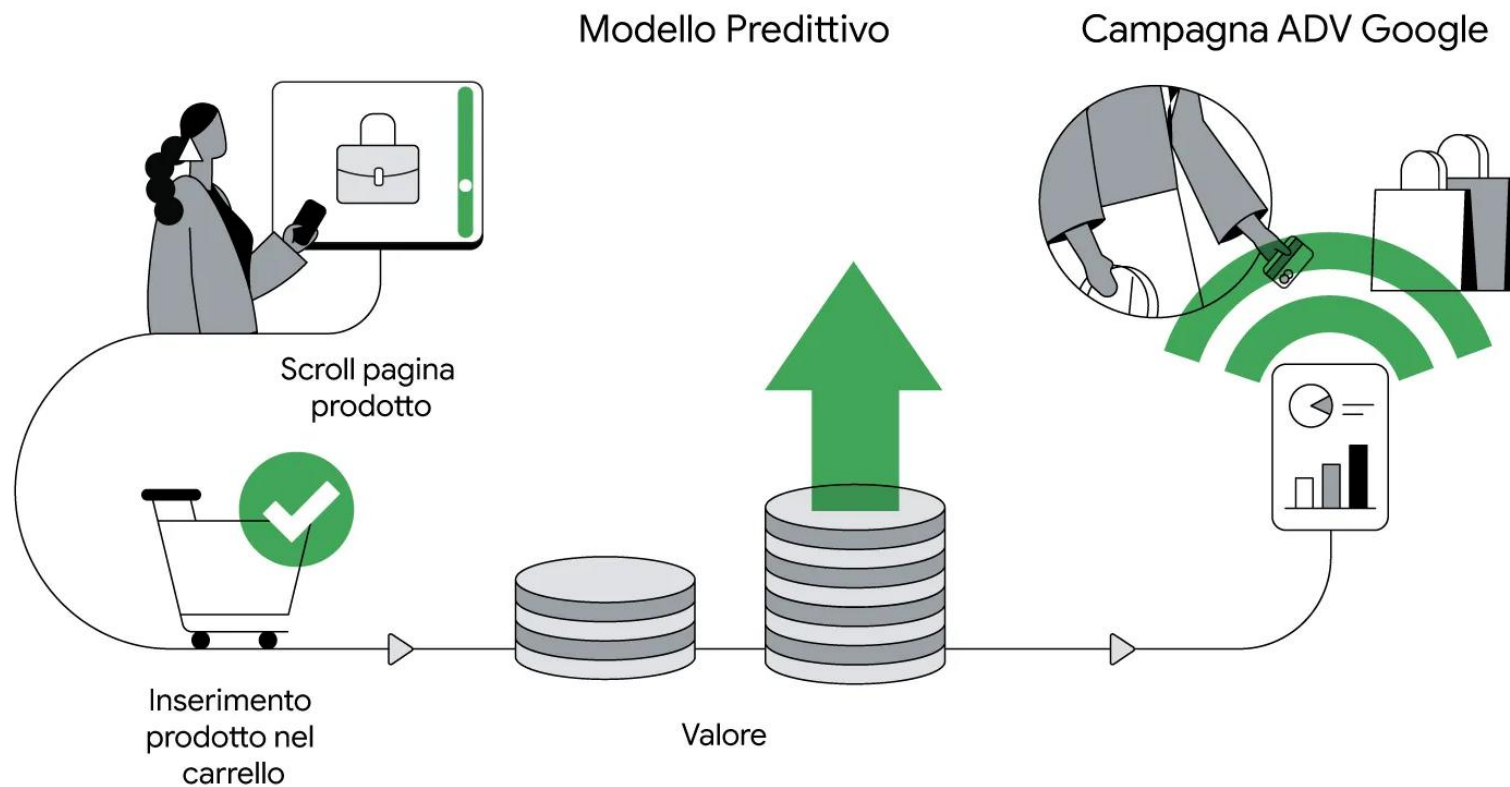 Modello Predittivo
Campagna ADV Google
Scroll pagina
prodotto
Inserimento
prodotto nel
carrello
Valore